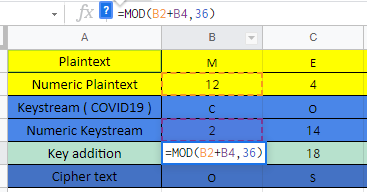 fx ? =MOD(B2+B4,36)
A B C
Plaintext M E
Numeric Plaintext 12 4
Keystream ( COVID19 ) C O
Numeric Keystream 2 14
Key addition =MOD(B2+B4,36) 18
Cipher text O S